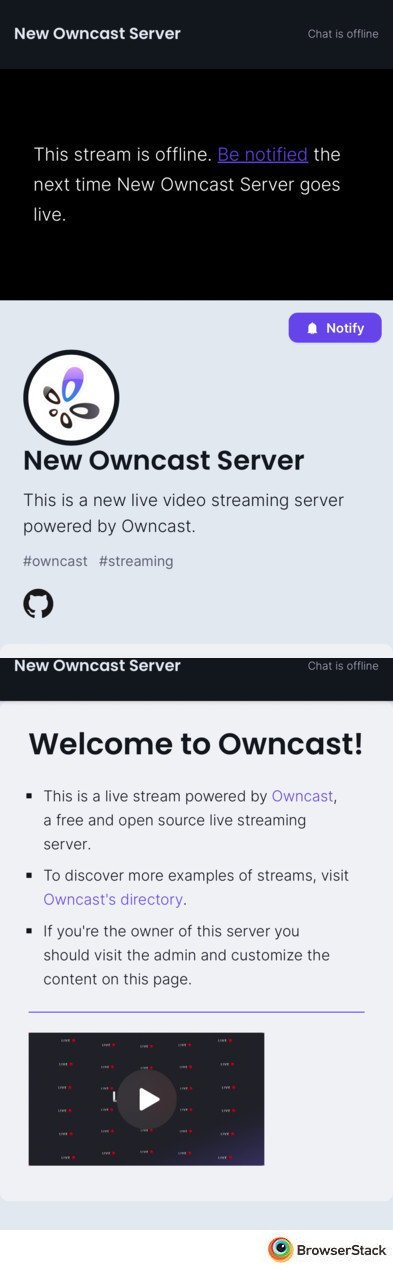 New Owncast Server
Chat is offline
This stream is offline. Be notified the
next time New Owncast Server goes
live.
Notify
New Owncast Server
This is a new live video streaming server
powered by Owncast.
#owncast #streaming
New Owncast Server
Chat is offline
Welcome to Owncast!
This is a live stream powered by Owncast,
a free and open source live streaming
server.
To discover more examples of streams, visit
Owncast's directory.
If you're the owner of this server you
should visit the admin and customize the
content on this page.
BrowserStack